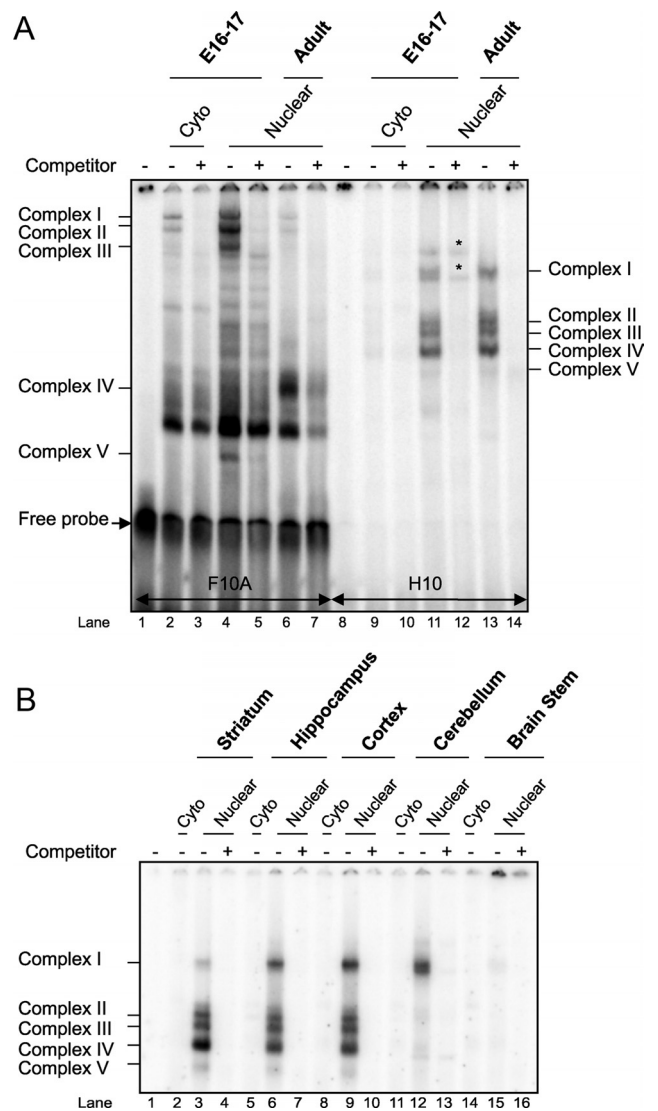 A
E16-17 Adult E16-17 Adult
Cyto Nuclear Cyto Nuclear
Competitor - - + - + - + - - + - + - +
Complex I
Complex II
Complex III
Complex IV
Complex V
Free probe
*
*
Complex I
Complex II
Complex III
Complex IV
Complex V
F10A H10
Lane 1 2 3 4 5 6 7 8 9 10 11 12 13 14
B
Striatum Hippocampus Cortex Cerebellum Brain Stem
Cyto Nuclear Cyto Nuclear Cyto Nuclear Cyto Nuclear Cyto Nuclear
Competitor - - - + - - + - - + - - + - - +
Complex I
Complex II
Complex III
Complex IV
Complex V
Lane 1 2 3 4 5 6 7 8 9 10 11 12 13 14 15 16